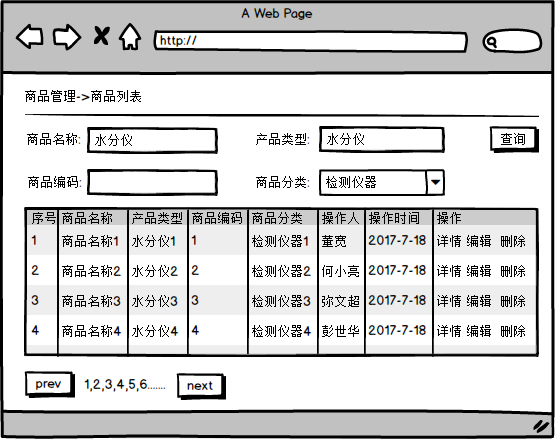 A Web Page
http://
商品管理->商品列表
商品名称: 水分仪 产品类型: 水分仪 查询
商品编码: 商品分类: 检测仪器
序号 商品名称 产品类型 商品编码 商品分类 操作人 操作时间 操作
1 商品名称1 水分仪1 1 检测仪器1 董宽 2017-7-18 详情 编辑 删除
2 商品名称2 水分仪2 2 检测仪器2 何小亮 2017-7-18 详情 编辑 删除
3 商品名称3 水分仪3 3 检测仪器3 弥文超 2017-7-18 详情 编辑 删除
4 商品名称4 水分仪4 4 检测仪器4 彭世华 2017-7-18 详情 编辑 删除
prev 1,2,3,4,5,6....... next